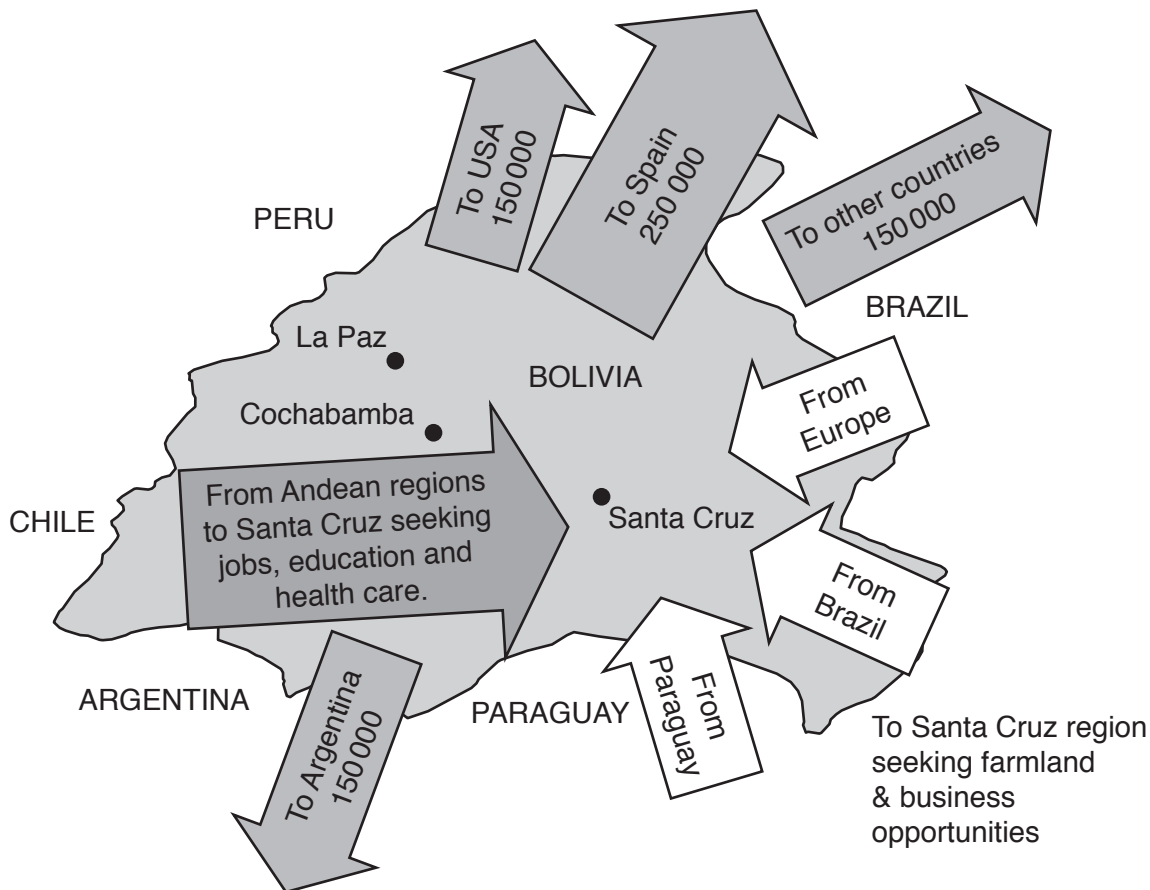 To USA
150 000
To Spain
250 000
To other countries
150 000
PERU
BRAZIL
La Paz
BOLIVIA
Cochabamba
From
Europe
From Andean regions
to Santa Cruz seeking
jobs, education and
health care.
CHILE
Santa Cruz
From
Brazil
ARGENTINA
To Argentina
150 000
PARAGUAY
From
Paraguay
To Santa Cruz region
seeking farmland
& business
opportunities